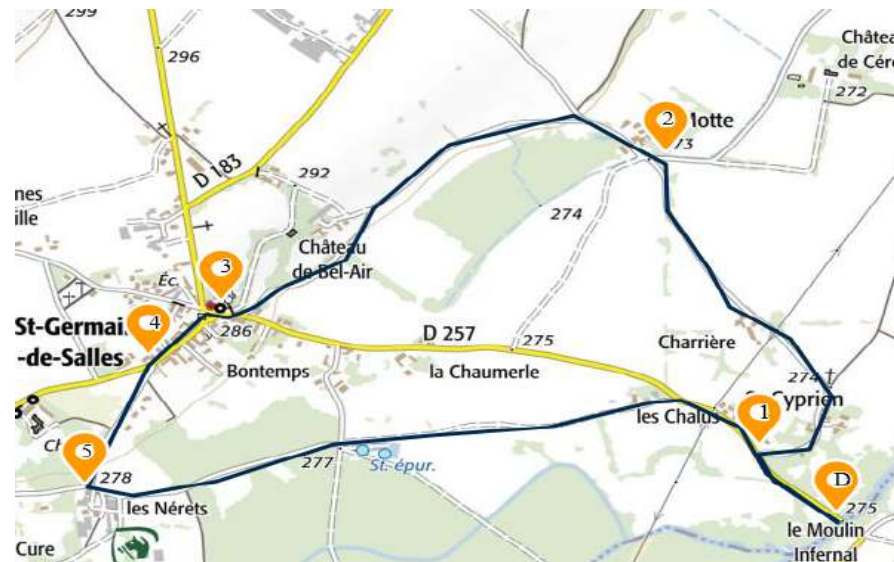 299
296
Châtea
de Cére
272
2
Motte
73
D 183
292
nes
ille
274
Château
de Bel-Air
3
Éc.
4
286
St-Germai
-de-Salles
D 257
275
Bontemps
la Chaumerle
Charrière
274
Cyprien
1
les Chalus
Ch
5
278
277
St. épur.
D
275
les Nérets
le Moulin
Infernal
Cure